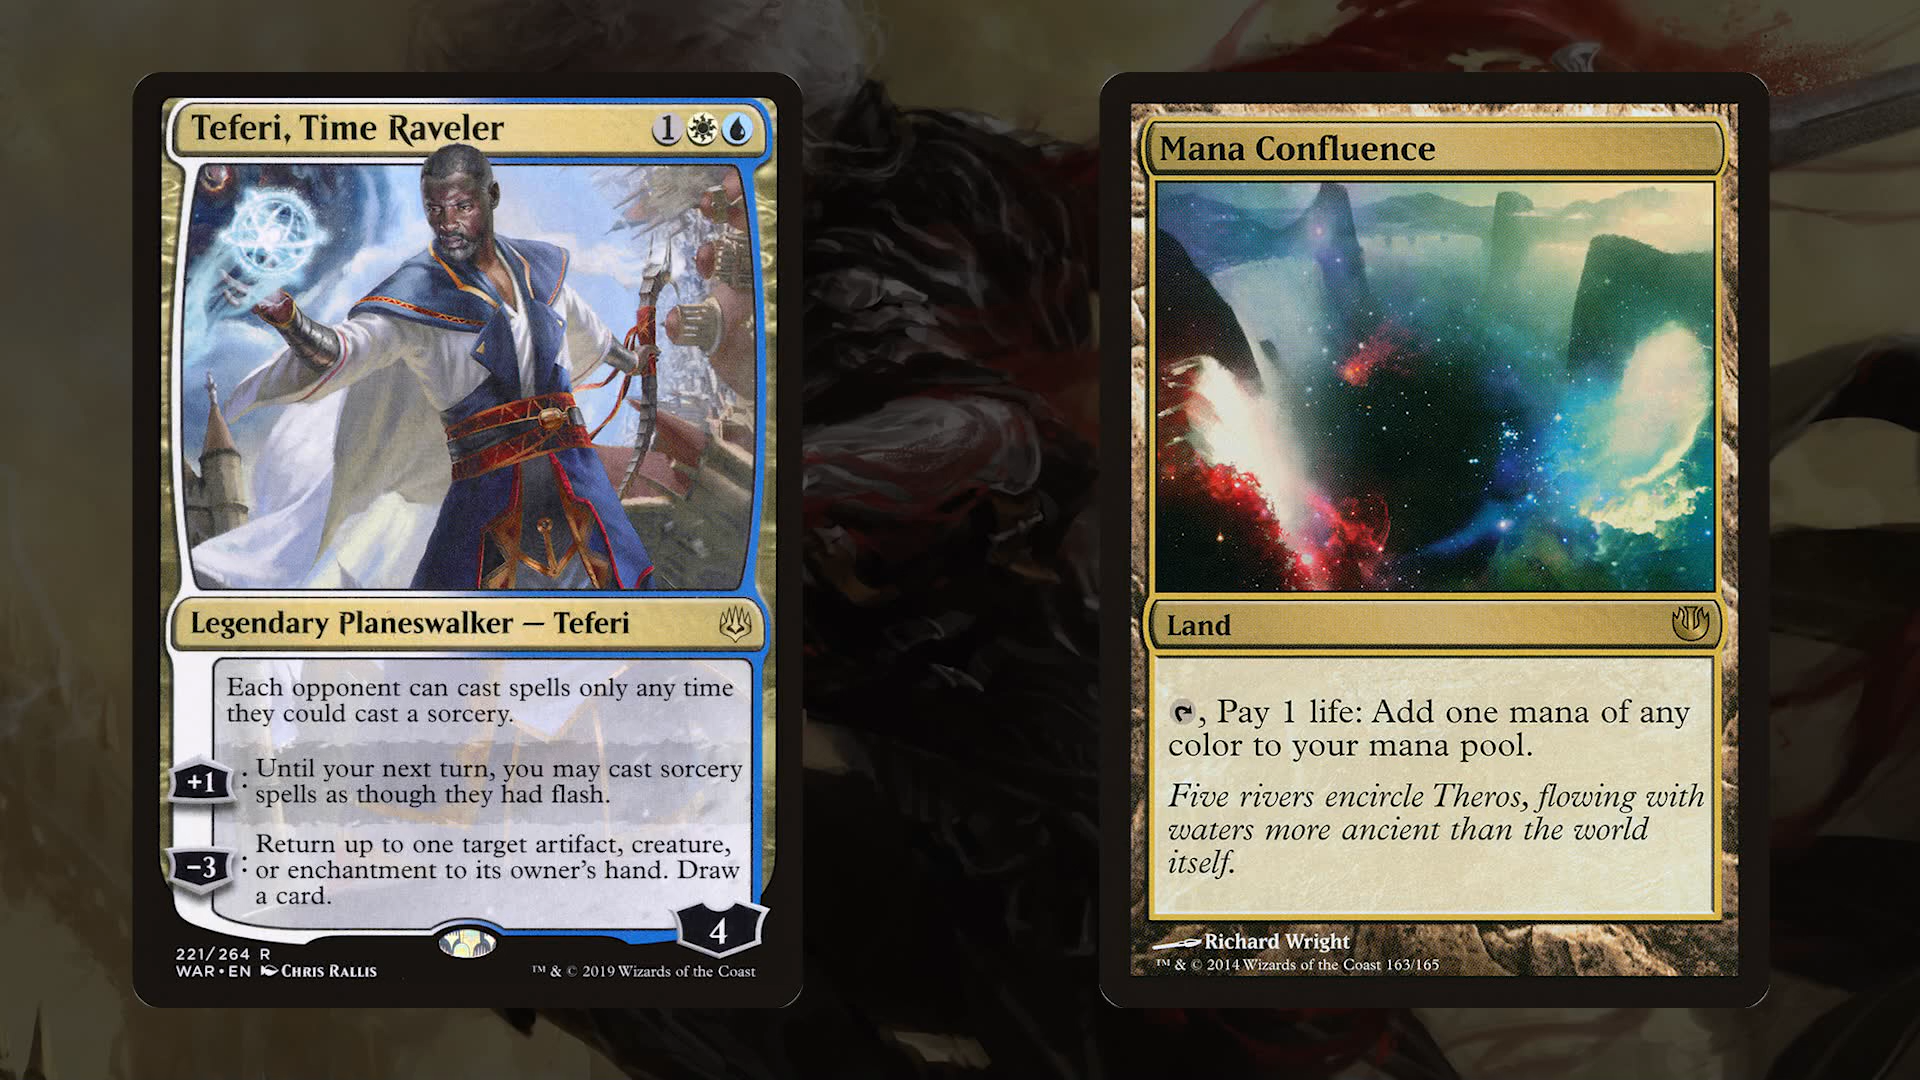 Teferi, Time Raveler
1
Legendary Planeswalker — Teferi
Each opponent can cast spells only any time
they could cast a sorcery.
+1: Until your next turn, you may cast sorcery
spells as though they had flash.
−3: Return up to one target artifact, creature,
or enchantment to its owner's hand. Draw
a card.
4
221/264 R
WAR • EN Chris Rallis
™ & © 2019 Wizards of the Coast
Mana Confluence
Land
, Pay 1 life: Add one mana of any
color to your mana pool.
Five rivers encircle Theros, flowing with
waters more ancient than the world
itself.
Richard Wright
™ & © 2014 Wizards of the Coast 163/165